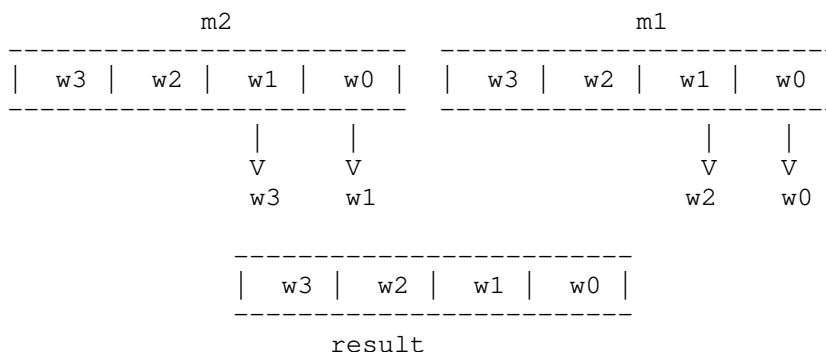 m2 m1
| w3 | w2 | w1 | w0 | | w3 | w2 | w1 | w0
| | | |
V V V V
w3 w1 w2 w0
| w3 | w2 | w1 | w0 |
result